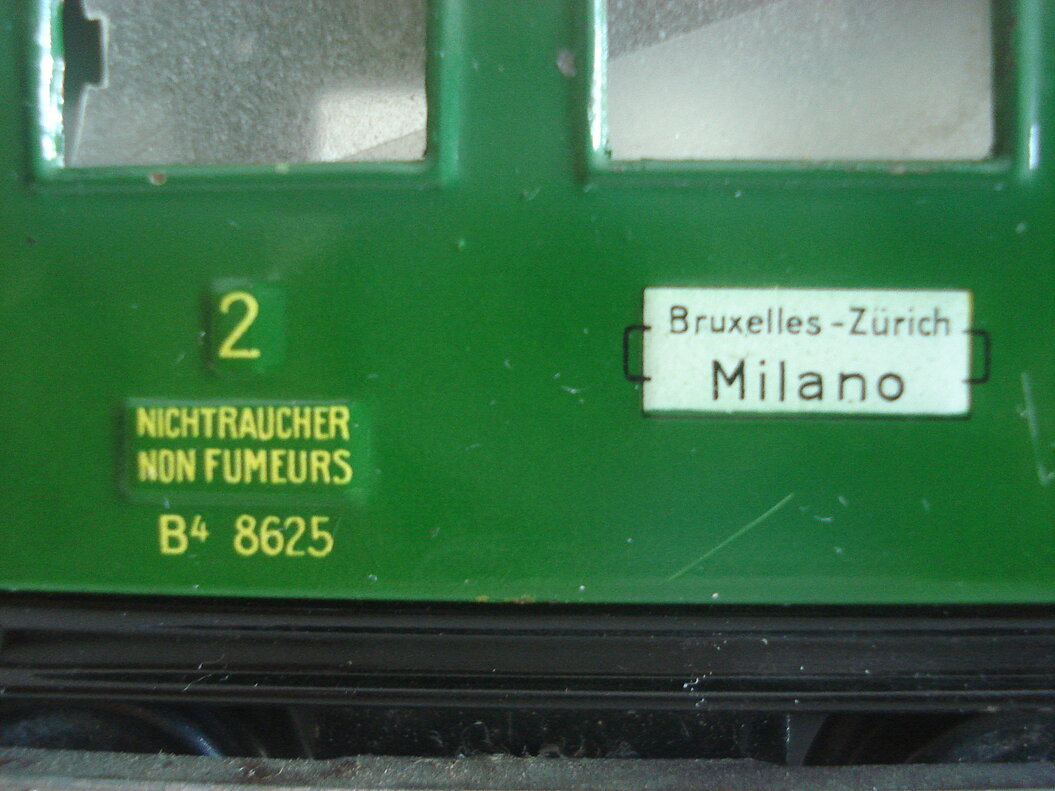 2
NICHTRAUCHER
NON FUMEURS
B⁴ 8625
Bruxelles-Zürich
Milano